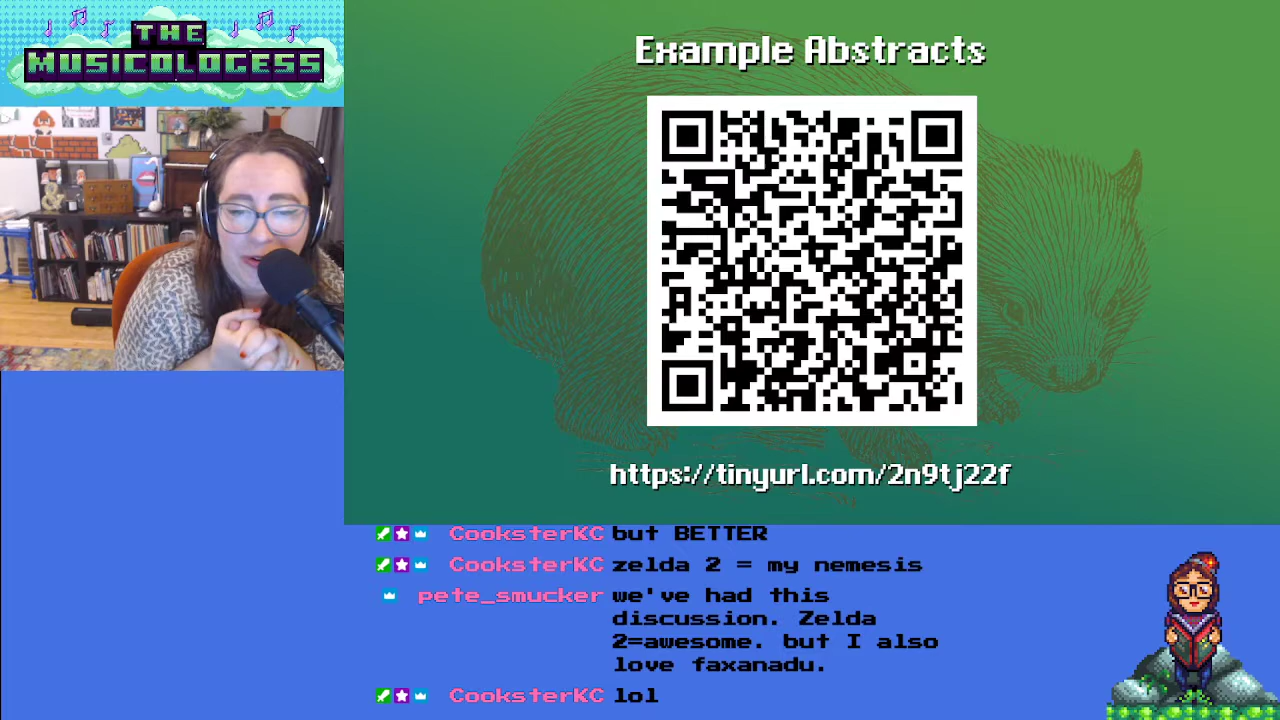 THE
MUSICOLOGESS
Example Abstracts
https://tinyurl.com/2n9tj22f
CooksterKC but BETTER
CooksterKC zelda 2 = my nemesis
pete_smucker we've had this
discussion. Zelda
2=awesome. but I also
love faxanadu.
CooksterKC lol